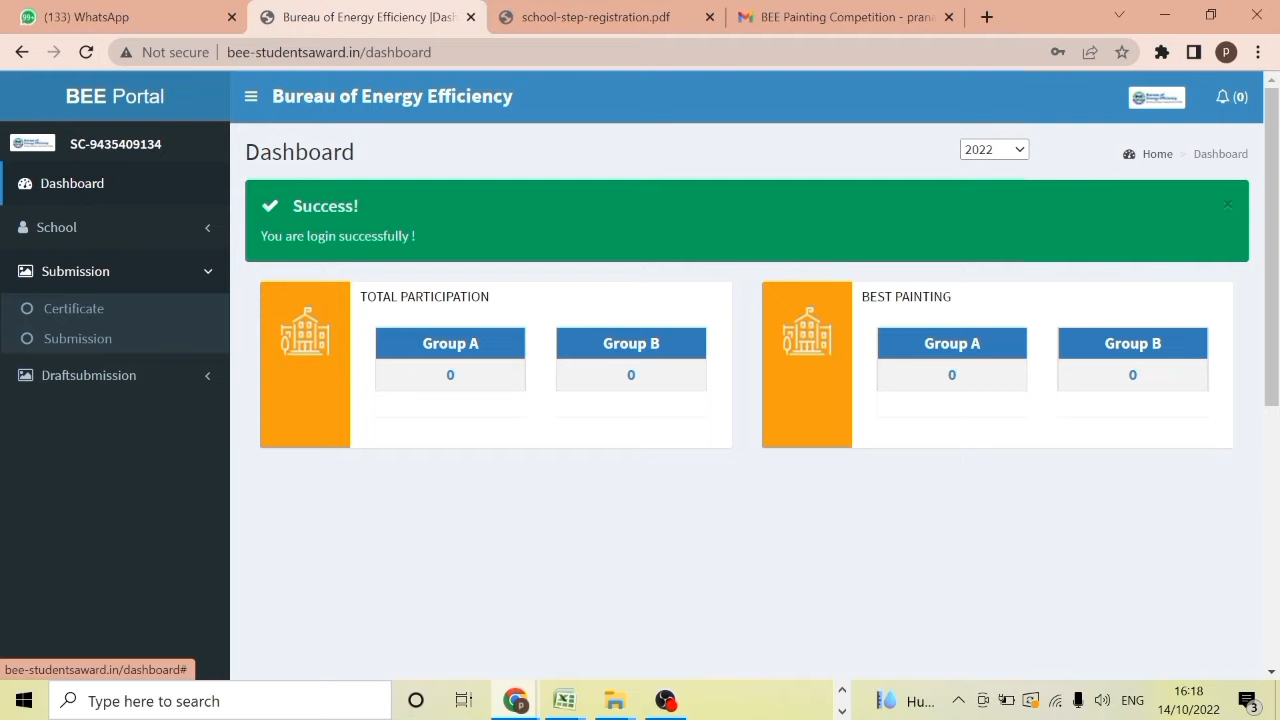 99+
(133) WhatsApp
Bureau of Energy Efficiency |Dash
school-step-registration.pdf
BEE Painting Competition - prana
Not secure
bee-studentsaward.in/dashboard
P
BEE Portal
Bureau of Energy Efficiency
(0)
SC-9435409134
Dashboard
2022
Home > Dashboard
Dashboard
School
Submission
Certificate
Submission
Draftsubmission
Success!
×
You are login successfully !
TOTAL PARTICIPATION
Group A
Group B
0
0
BEST PAINTING
Group A
Group B
0
0
bee-studentsaward.in/dashboard#
Type here to search
Hu...
ENG
16:18
14/10/2022
3